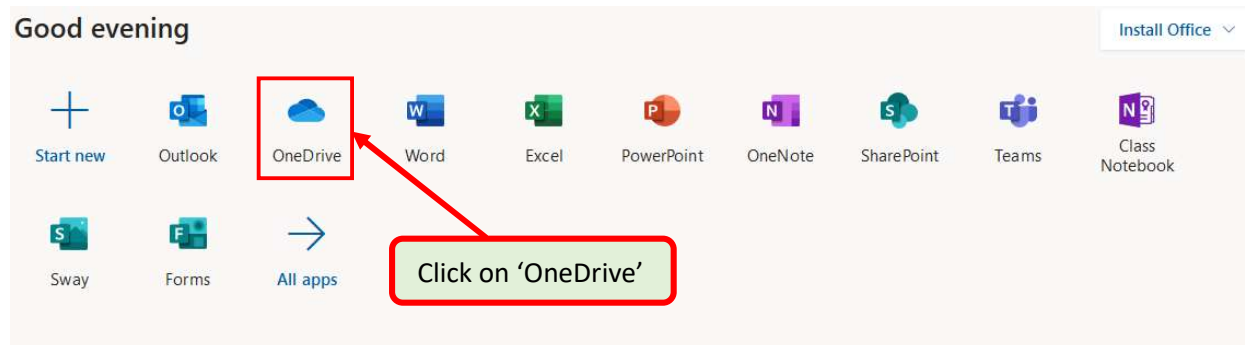 Good evening
Install Office
Start new
Outlook
OneDrive
Word
Excel
PowerPoint
OneNote
SharePoint
Teams
Class
Notebook
Sway
Forms
All apps
Click on ‘OneDrive’